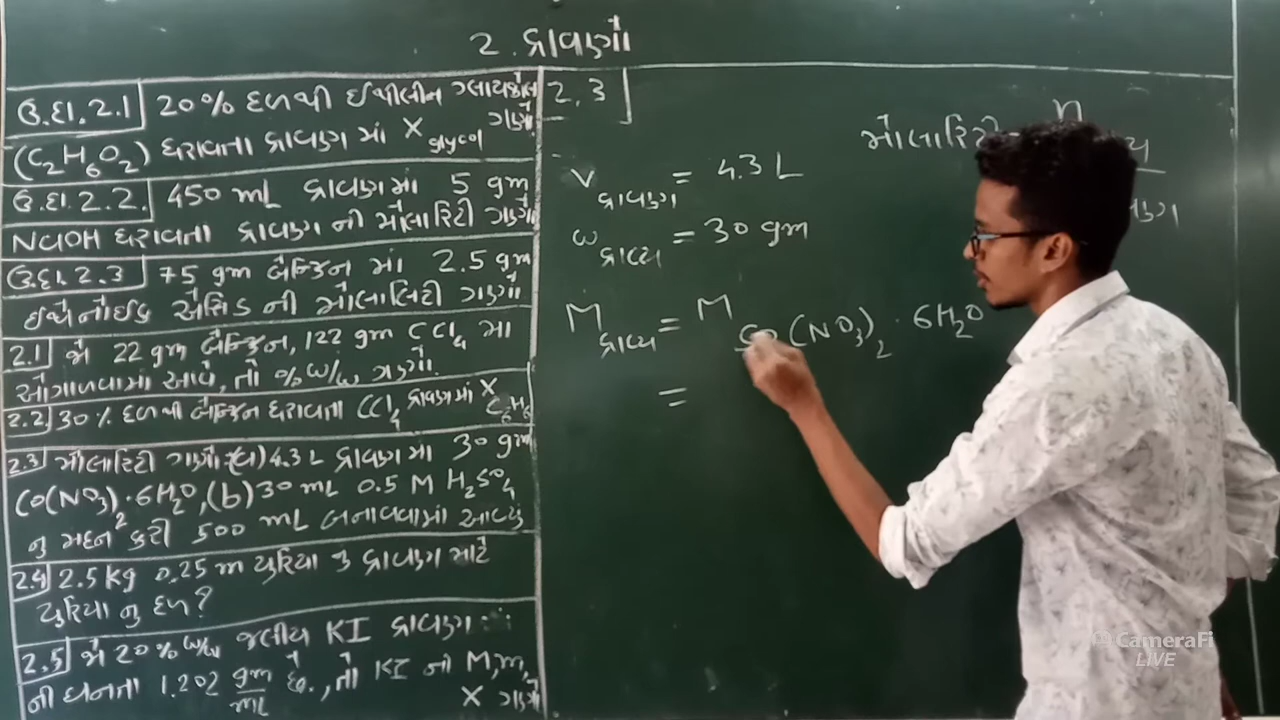 2. દ્રાવણો
ઉ.દા.2.1 20% દળથી ઈથીલીન ગ્લાયકોલ
(C₂H₆O₂) ધરાવતા દ્રાવણ માં X glycol ગણો
ઉ.દા.2.2. 450 mL દ્રાવણમાં 5 gm
NaOH ધરાવતા દ્રાવણ ની મોલારિટી ગણો
ઉ.દા.2.3 75 gm બેન્ઝિન માં 2.5 gm
ઈથેનોઈક એસિડ ની મોલાલિટી ગણો
2.1 જો 22 gm બેન્ઝિન, 122 gm CCl₄ માં
ઓગાળવામાં આવે, તો % w/w ગણો.
2.2 30% દળથી બેન્ઝિન ધરાવતા CCl₄ દ્રાવણમાં X C₆H₆
2.3 મોલારિટી ગણો 4.3 L દ્રાવણમાં 30 gm
Co(NO₃)₂·6H₂O, (b) 30 mL 0.5 M H₂SO₄
નુ મંદન કરી 500 mL બનાવવામાં આવ્યું
2.4 2.5 kg 0.25 m યુરિયા નુ દ્રાવણ માટે
યુરિયા નુ દળ?
2.5 જો 20% w/w જલીય KI દ્રાવણ
ની ઘનતા 1.202 gm/mL છે., તો KI ની M, m,
X ગણો
2.3
મોલારિટી n
V દ્રાવણ = 4.3 L
W દ્રાવ્ય = 30 gm
M દ્રાવ્ય = M Co(NO₃)₂ · 6H₂O
=
CameraFi
LIVE